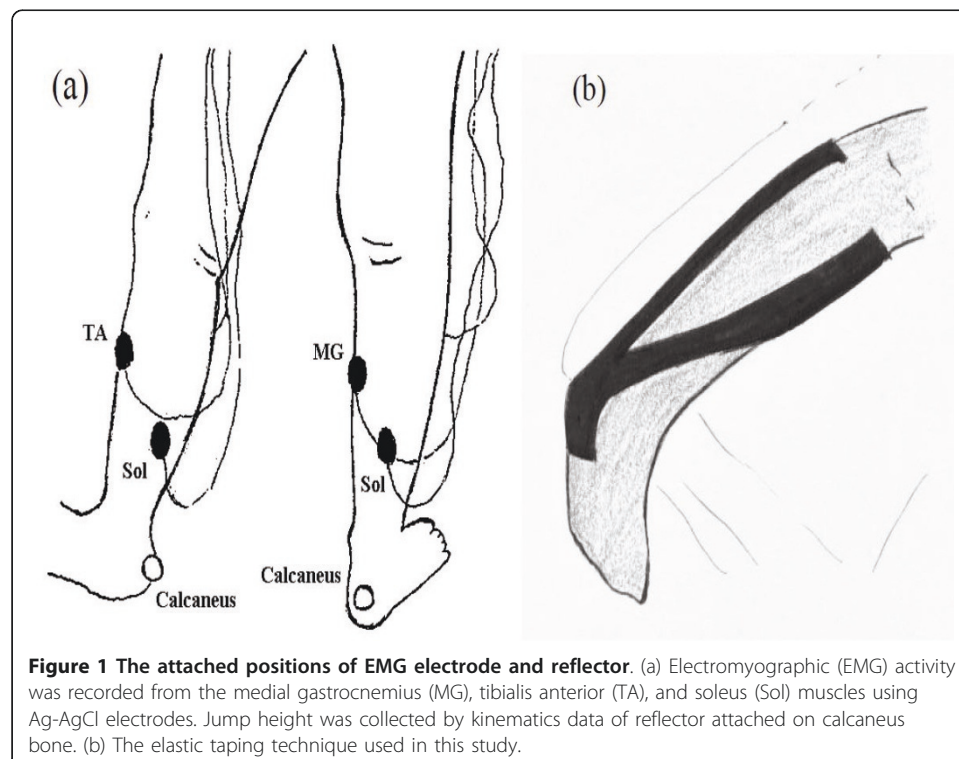 (a)
(b)
TA
MG
Sol
Sol
Calcaneus
Calcaneus
Figure 1 The attached positions of EMG electrode and reflector. (a) Electromyographic (EMG) activity
was recorded from the medial gastrocnemius (MG), tibialis anterior (TA), and soleus (Sol) muscles using
Ag-AgCl electrodes. Jump height was collected by kinematics data of reflector attached on calcaneus
bone. (b) The elastic taping technique used in this study.